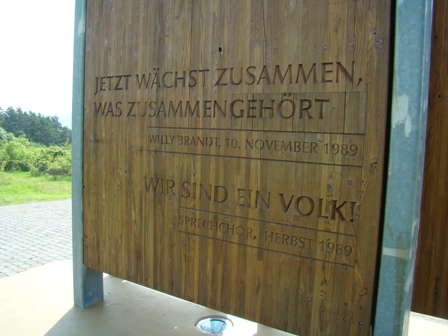 JETZT WÄCHST ZUSAMMEN,
WAS ZUSAMMENGEHÖRT
WILLY BRANDT, 10. NOVEMBER 1989
WIR SIND EIN VOLK!
SPRECHCHOR, HERBST 1989